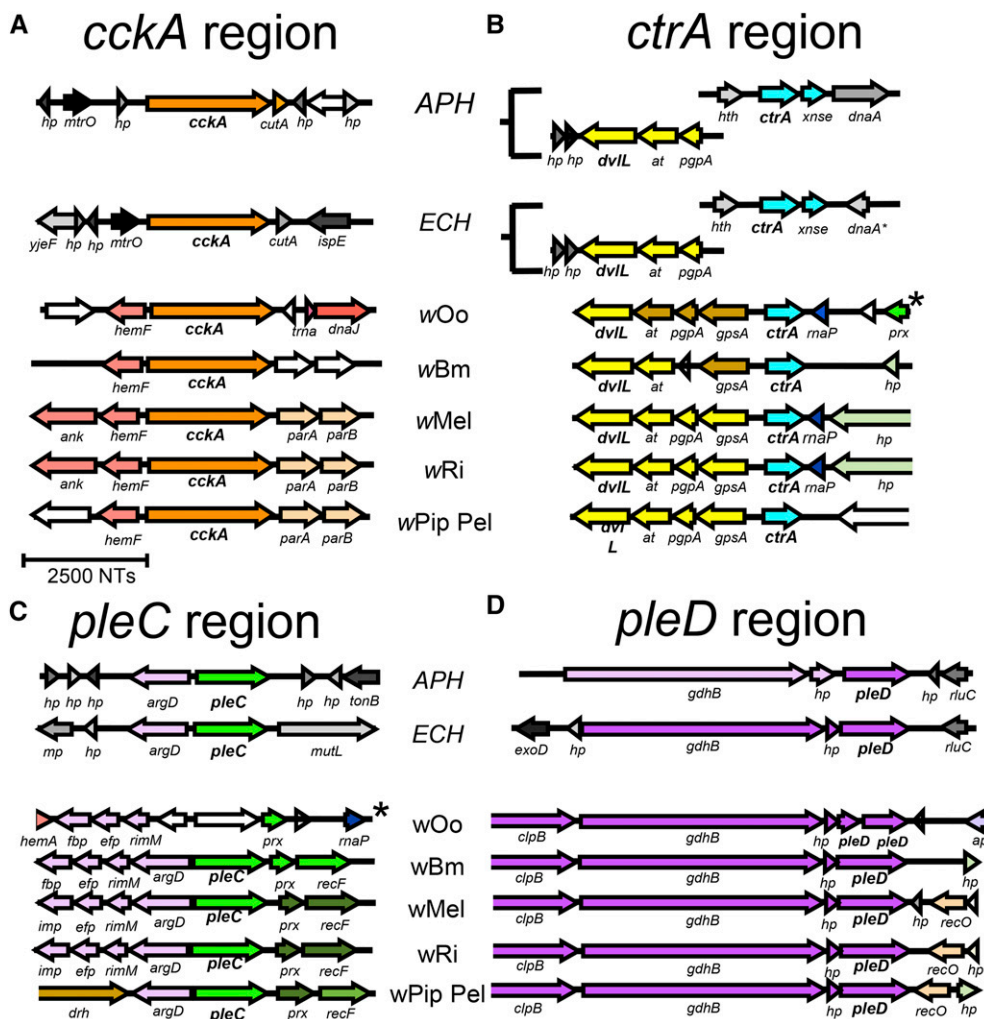 A
cckA region
B
ctrA region
hp mtrO hp cckA cutA hp hp
APH
hth ctrA xnse dnaA
hp hp dvlL at pgpA
yjeF hp hp mtrO cckA cutA ispE
ECH
hth ctrA xnse dnaA*
hp hp dvlL at pgpA
hemF cckA trna dnaJ
wOo
dvlL at pgpA gpsA ctrA rnaP prx *
hemF cckA
wBm
dvlL at gpsA ctrA hp
ank hemF cckA parA parB
wMel
dvlL at pgpA gpsA ctrA rnaP hp
ank hemF cckA parA parB
wRi
dvlL at pgpA gpsA ctrA rnaP hp
hemF cckA parA parB
wPip Pel
dvl
L at pgpA gpsA ctrA
2500 NTs
C
pleC region
D
pleD region
hp hp hp argD pleC hp hp tonB
APH
gdhB hp pleD hp rluC
mp hp argD pleC mutL
ECH
exoD hp gdhB hp pleD rluC
hemA fbp efp rimM prx rnaP *
wOo
clpB gdhB hp pleD pleD ap
fbp efp rimM argD pleC prx recF
wBm
clpB gdhB hp pleD hp
imp efp rimM argD pleC prx recF
wMel
clpB gdhB hp pleD hp recO
imp efp rimM argD pleC prx recF
wRi
clpB gdhB hp pleD recO hp
drh argD pleC prx recF
wPip Pel
clpB gdhB hp pleD recO hp